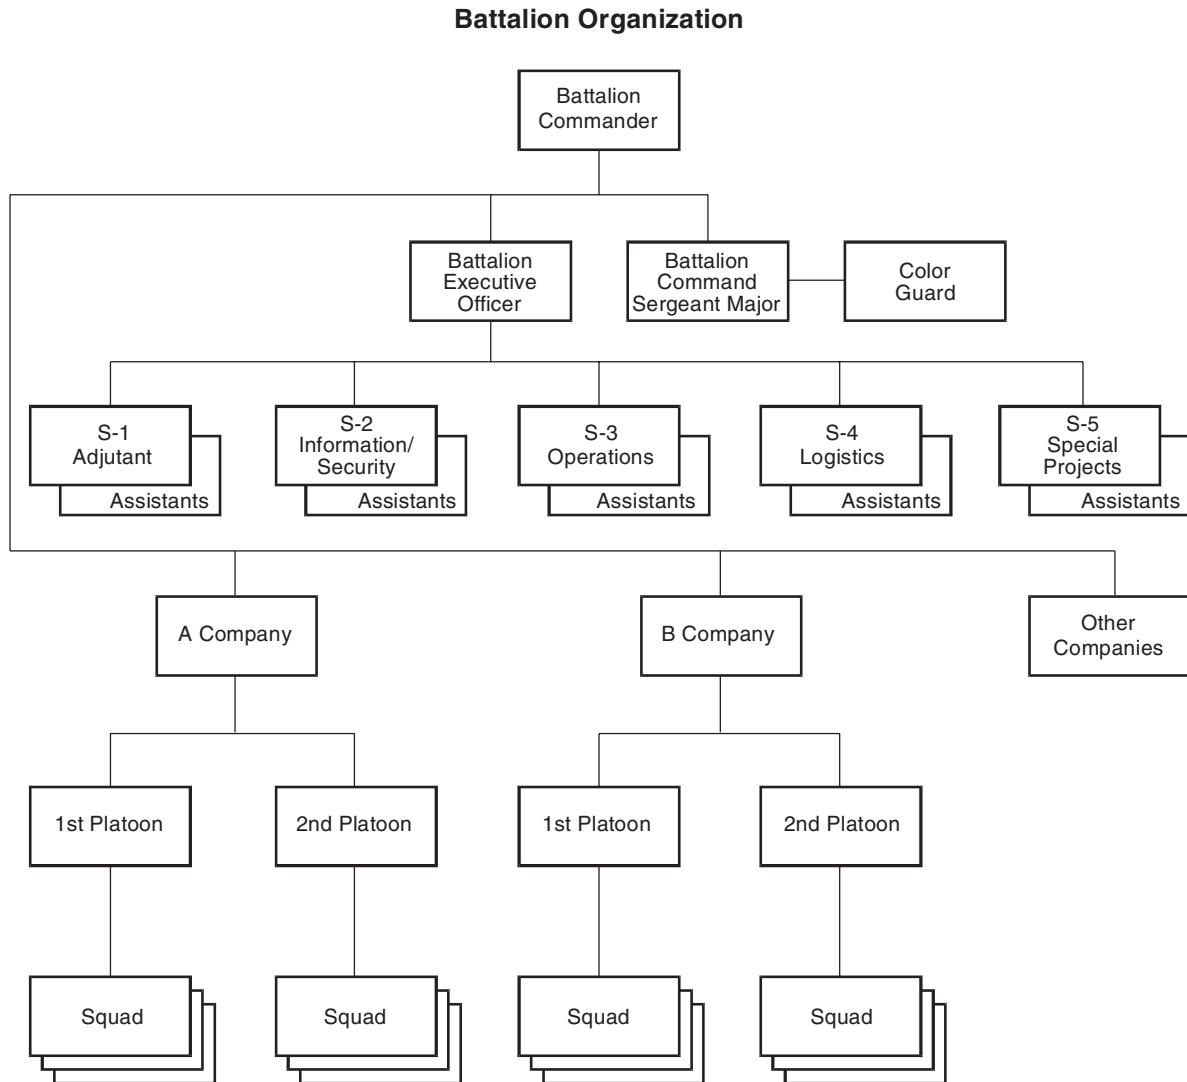 Battalion Organization
Battalion
Commander
Battalion
Executive
Officer
Battalion
Command
Sergeant Major
Color
Guard
S-1
Adjutant
Assistants
S-2
Information/
Security
Assistants
S-3
Operations
Assistants
S-4
Logistics
Assistants
S-5
Special
Projects
Assistants
A Company
B Company
Other
Companies
1st Platoon
2nd Platoon
1st Platoon
2nd Platoon
Squad
Squad
Squad
Squad